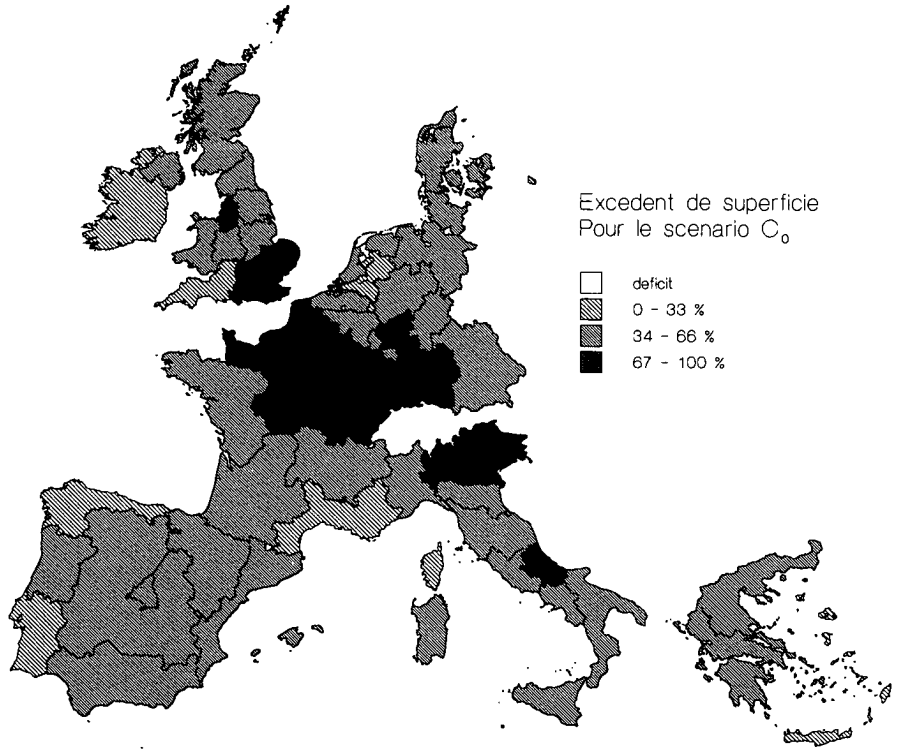 Excedent de superficie
Pour le scenario C₀
deficit
0 - 33 %
34 - 66 %
67 - 100 %